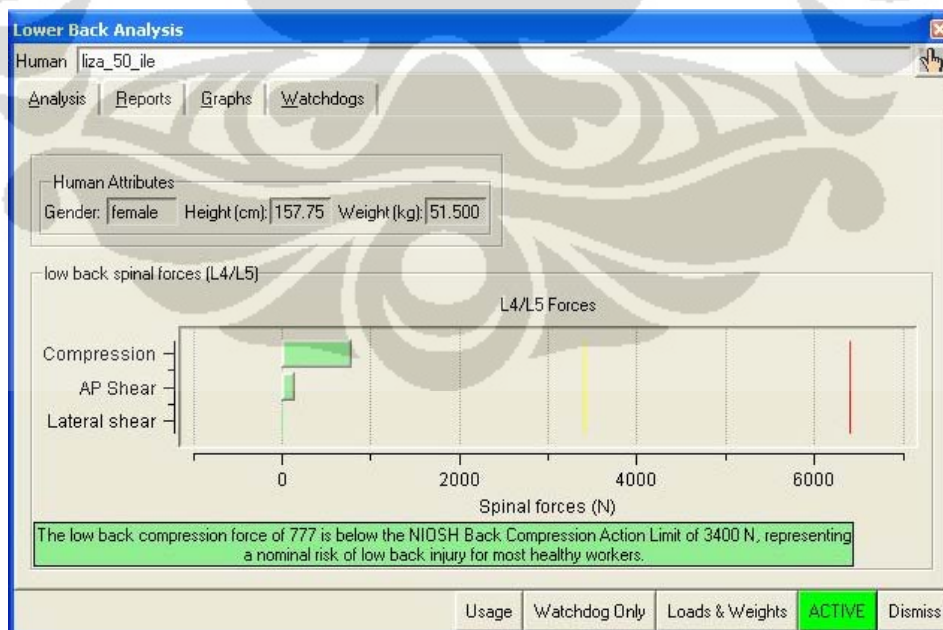 Lower Back Analysis
Human liza_50_ile
Analysis Reports Graphs Watchdogs
Human Attributes
Gender: female Height (cm): 157.75 Weight (kg): 51.500
low back spinal forces (L4/L5)
L4/L5 Forces
Compression
AP Shear
Lateral shear
0 2000 4000 6000
Spinal forces (N)
The low back compression force of 777 is below the NIOSH Back Compression Action Limit of 3400 N, representing
a nominal risk of low back injury for most healthy workers.
Usage Watchdog Only Loads & Weights ACTIVE Dismiss